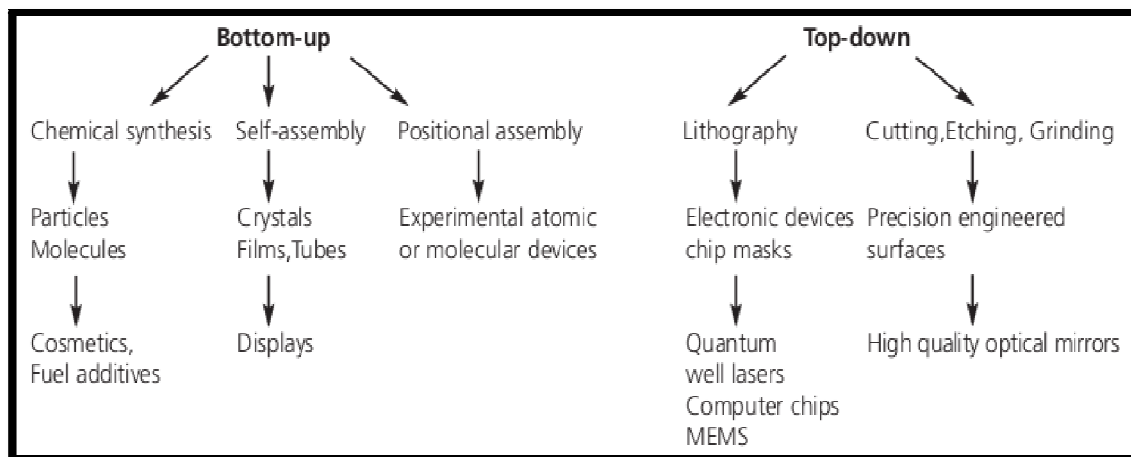 Bottom-up
Top-down
Chemical synthesis
Self-assembly
Positional assembly
Lithography
Cutting,Etching, Grinding
Particles
Molecules
Crystals
Films,Tubes
Experimental atomic
or molecular devices
Electronic devices
chip masks
Precision engineered
surfaces
Cosmetics,
Fuel additives
Displays
Quantum
well lasers
Computer chips
MEMS
High quality optical mirrors